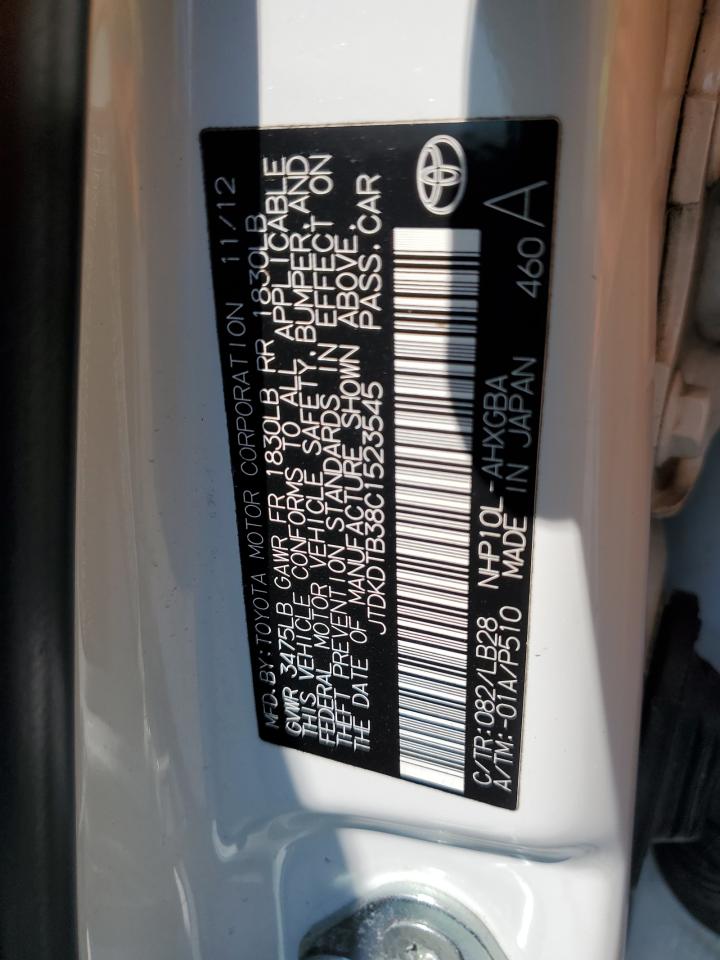 MFD. BY: TOYOTA MOTOR CORPORATION 11/12
GVWR 3475LB GAWR FR 1830LB RR 1830LB
THIS VEHICLE CONFORMS TO ALL APPLICABLE
FEDERAL MOTOR VEHICLE SAFETY, BUMPER, AND
THEFT PREVENTION STANDARDS IN EFFECT ON
THE DATE OF MANUFACTURE SHOWN ABOVE.
JTDKDTB38C1523545 PASS. CAR
C/TR:082/LB28 NHP10L-AHXGBA
A/TM:-01A/P510 MADE IN JAPAN 460 A